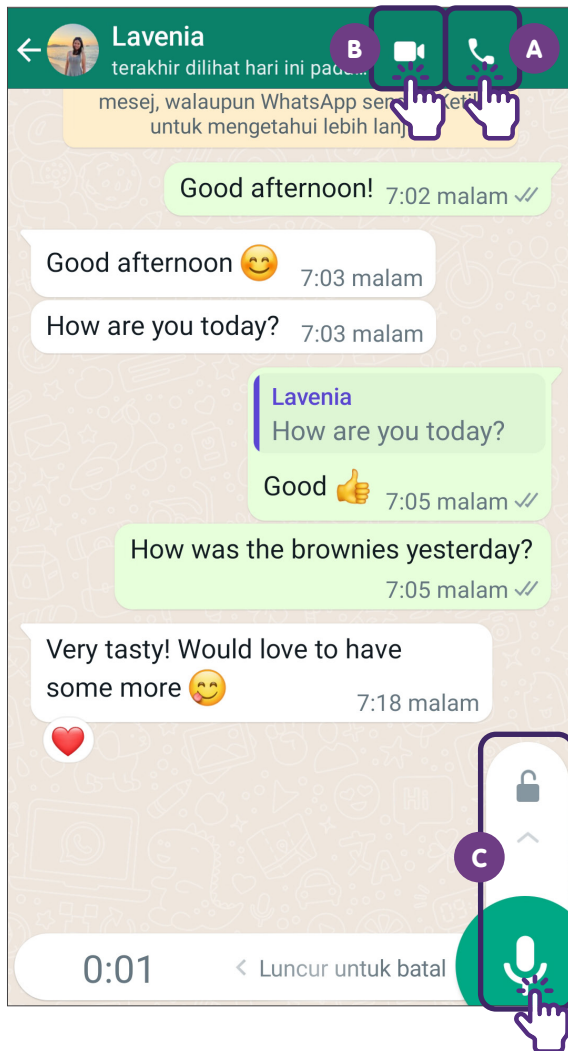 Lavenia
B
A
terakhir dilihat hari ini pada...
mesej, walaupun WhatsApp
untuk mengetahui lebih
Good afternoon! 7:02 malam
Good afternoon 😊 7:03 malam
How are you today? 7:03 malam
Lavenia
How are you today?
Good 👍 7:05 malam
How was the brownies yesterday?
7:05 malam
Very tasty! Would love to have
some more 😋 7:18 malam
C
0:01 < Luncur untuk batal